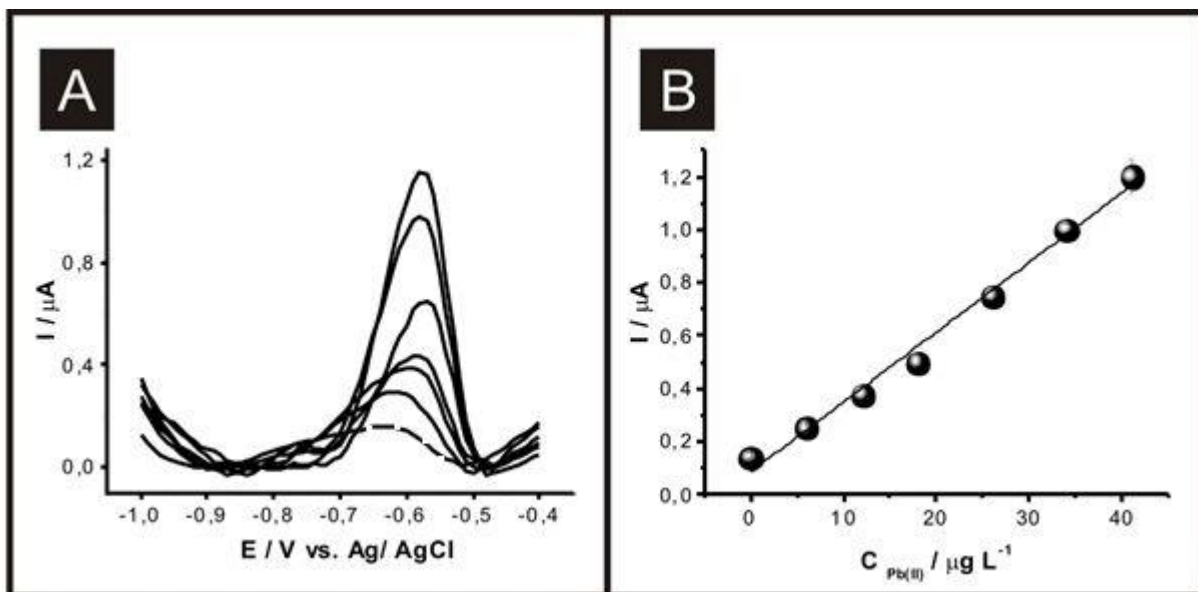 A
1,2
0,8
0,4
0,0
I / µA
-1,0 -0,9 -0,8 -0,7 -0,6 -0,5 -0,4
E / V vs. Ag/ AgCl
B
1,2
1,0
0,8
0,6
0,4
0,2
0,0
I / µA
0 10 20 30 40
C Pb(II) / µg L-1